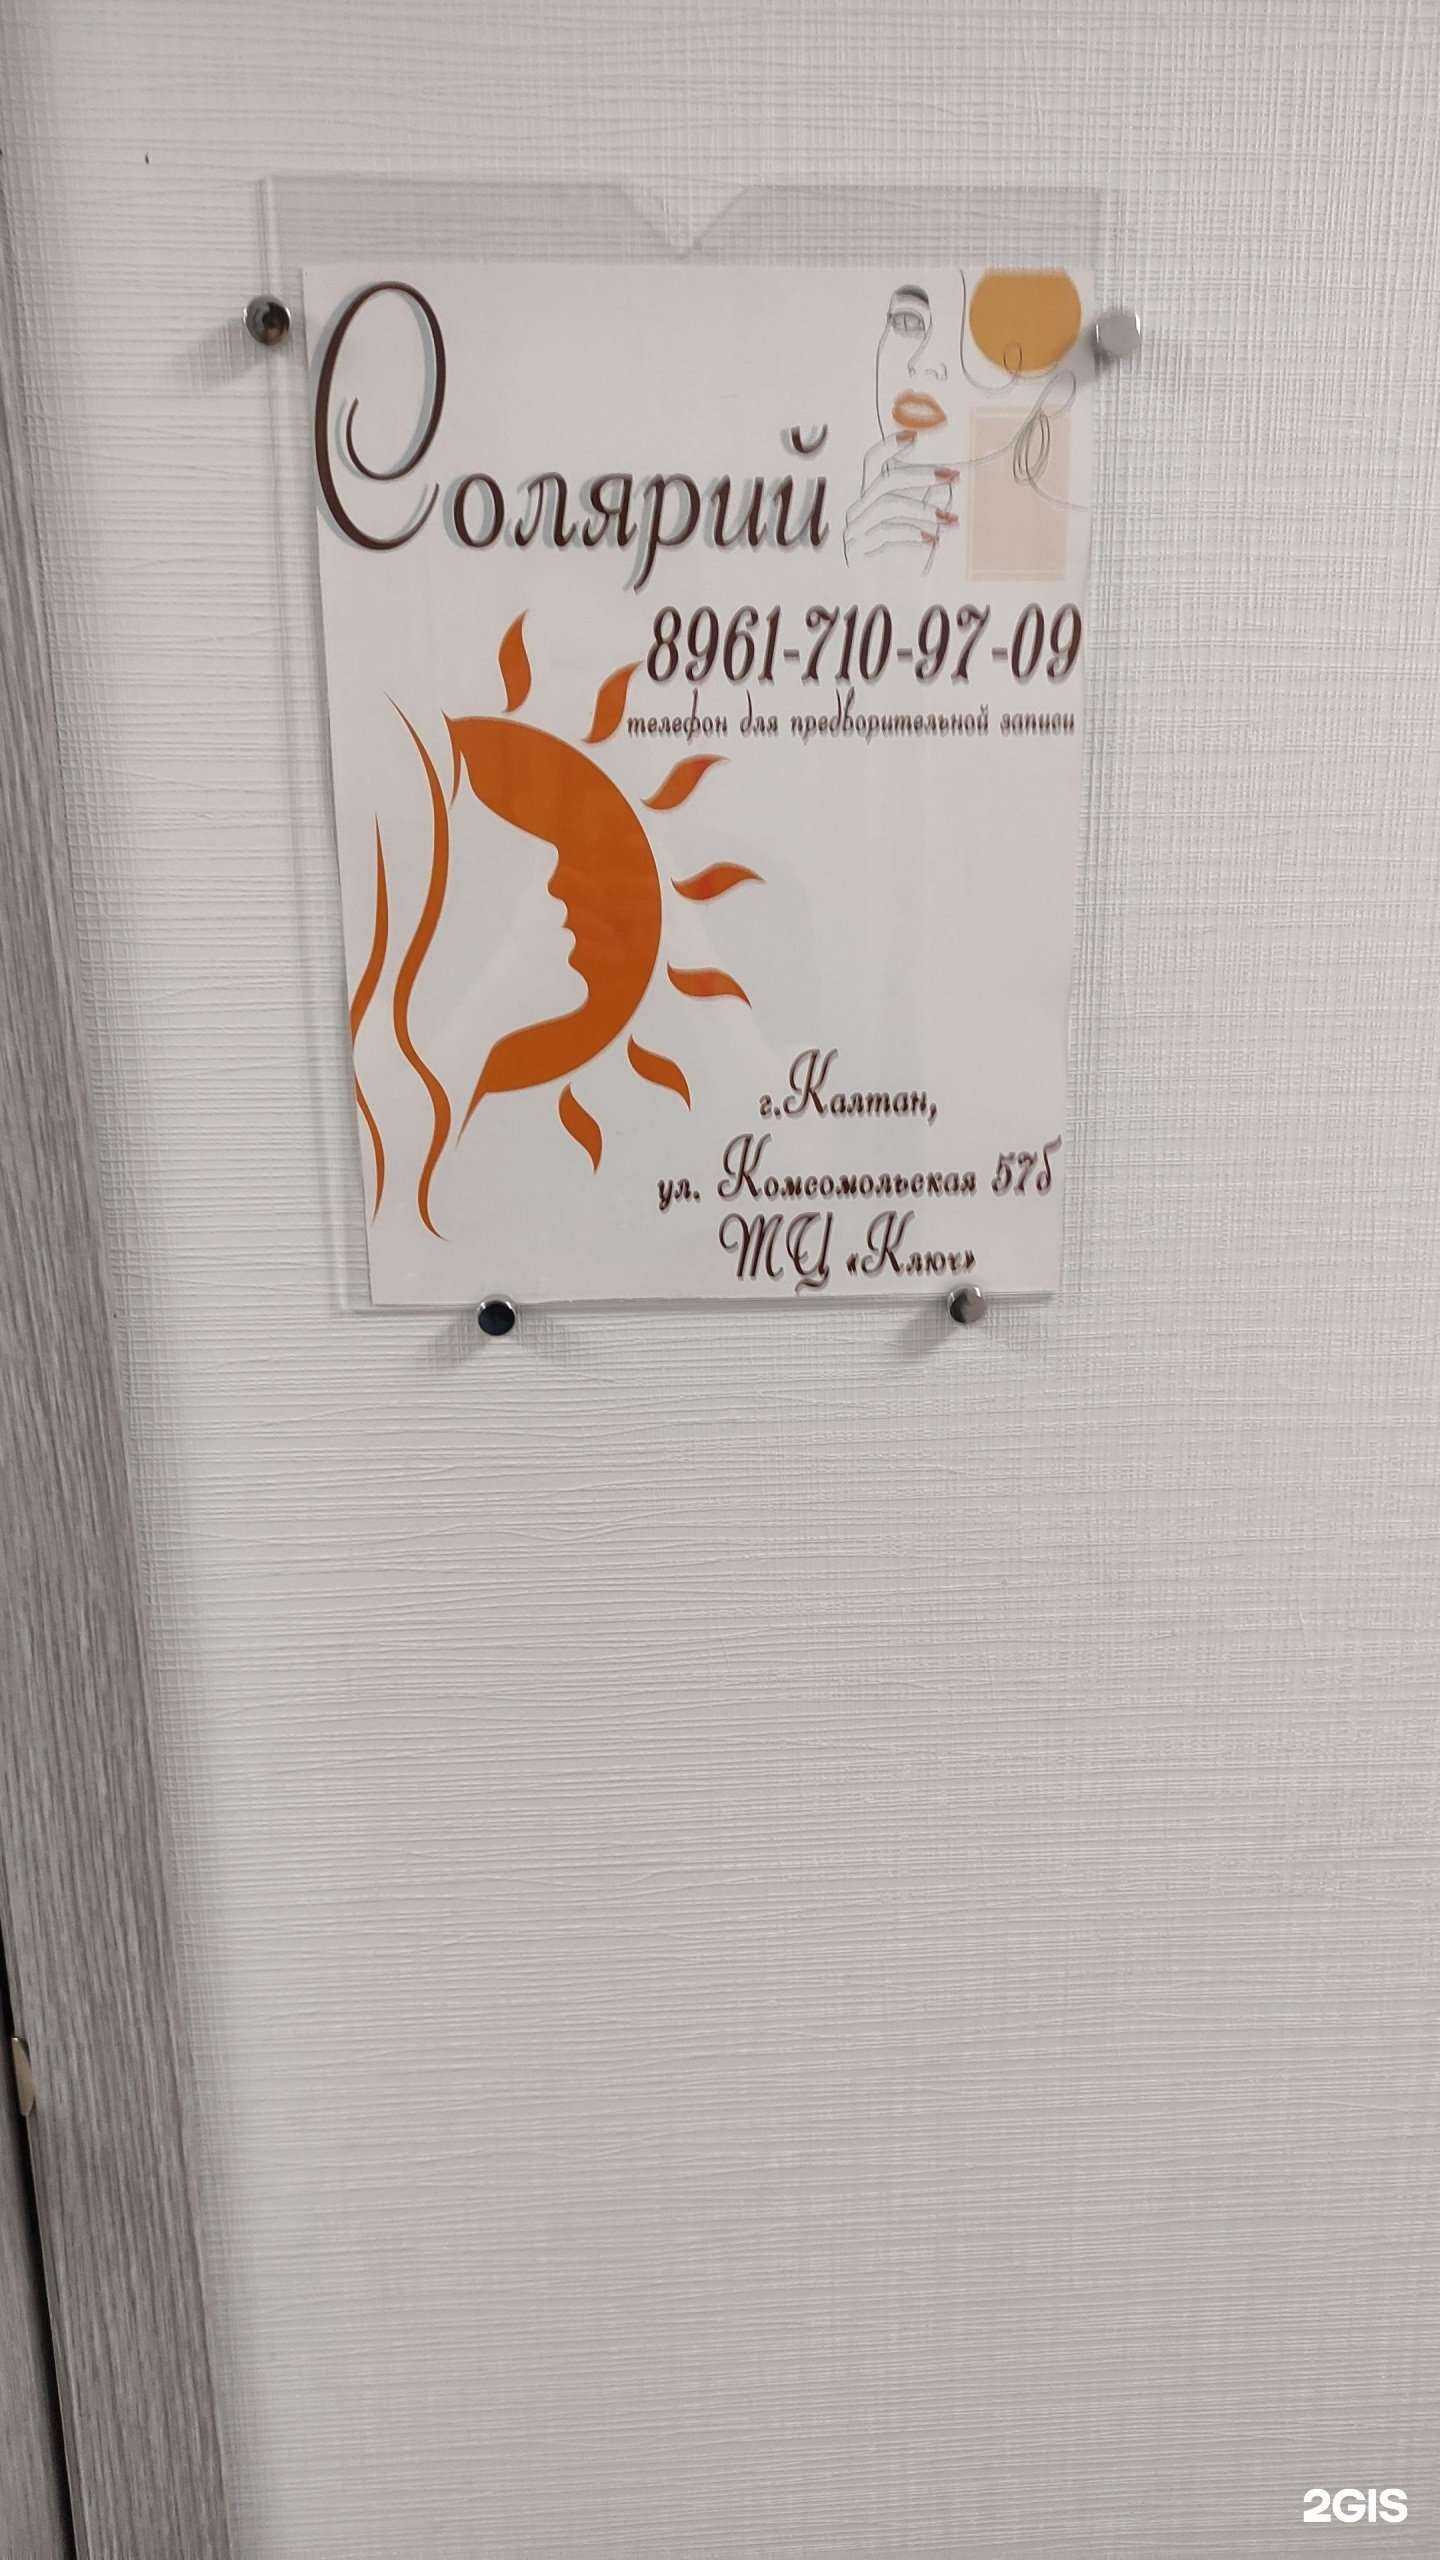 Солярий
8961-710-97-09
телефон для предворительной записи
г.Калтан,
ул. Комсомольская 57б
ТЦ «Ключ»
2GIS